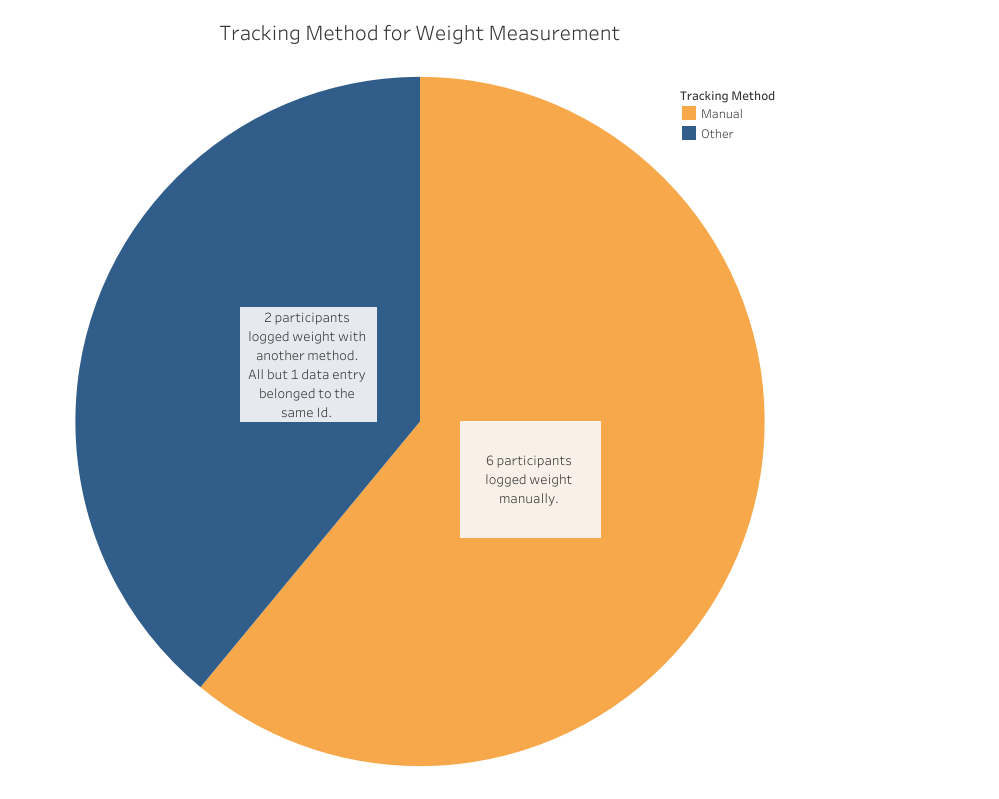 Tracking Method for Weight Measurement
Tracking Method
Manual
Other
2 participants
logged weight with
another method.
All but 1 data entry
belonged to the
same Id.
6 participants
logged weight
manually.